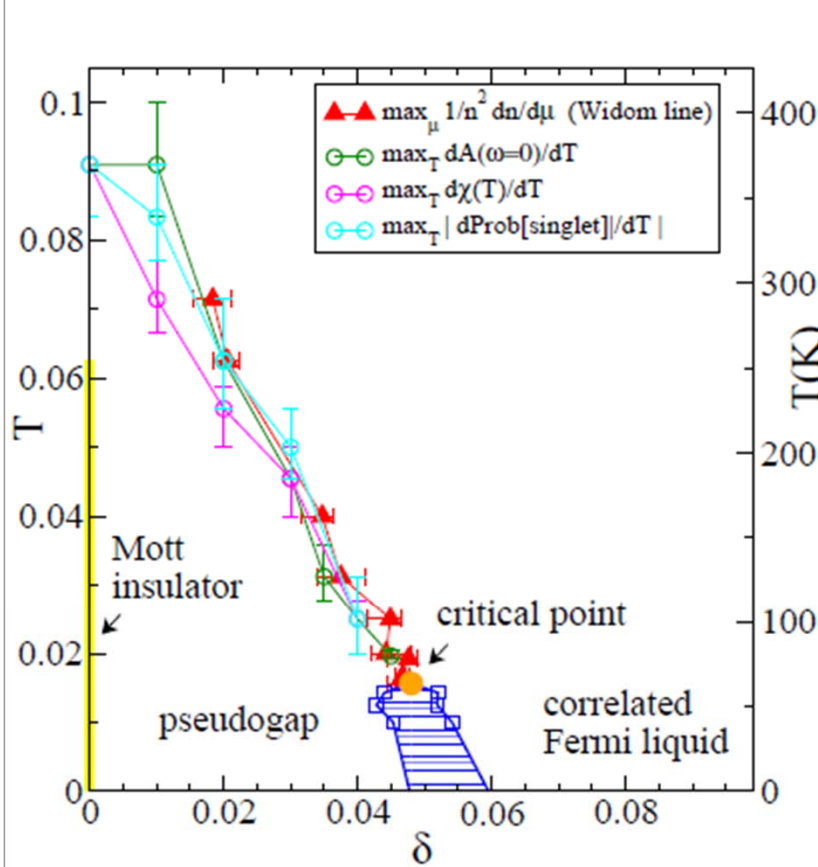 max_μ 1/n² dn/dμ (Widom line)
max_T dA(ω=0)/dT
max_T dχ(T)/dT
max_T | dProb[singlet]|/dT |
0.1
0.08
0.06
0.04
0.02
0
T
400
300
200
100
0
T(K)
Mott
insulator
critical point
pseudogap
correlated
Fermi liquid
0
0.02
0.04
0.06
0.08
δ